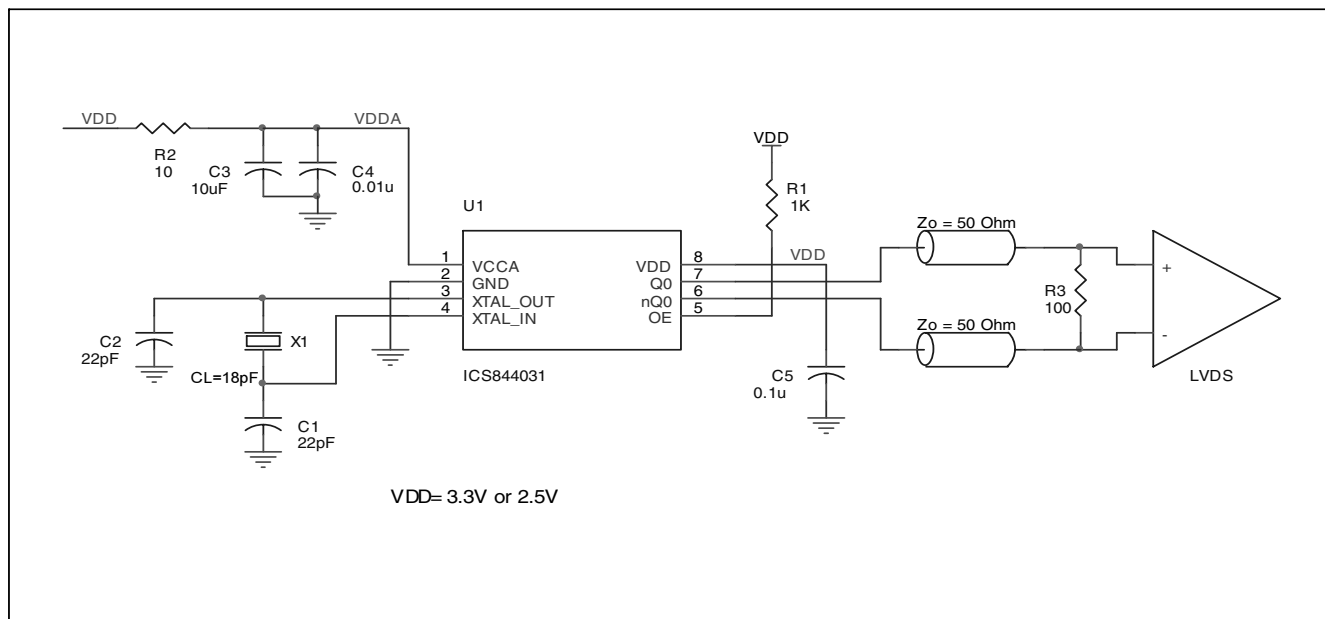 VDD
R2
10
C3
10uF
C4
0.01u
VDDA
VDD
R1
1K
U1
1
2
3
4
VCCA
GND
XTAL_OUT
XTAL_IN
VDD
Q0
nQ0
OE
8
7
6
5
VDD
ICS844031
C2
22pF
X1
CL=18pF
C1
22pF
C5
0.1u
Zo = 50 Ohm
Zo = 50 Ohm
R3
100
+
-
LVDS
VDD= 3.3V or 2.5V